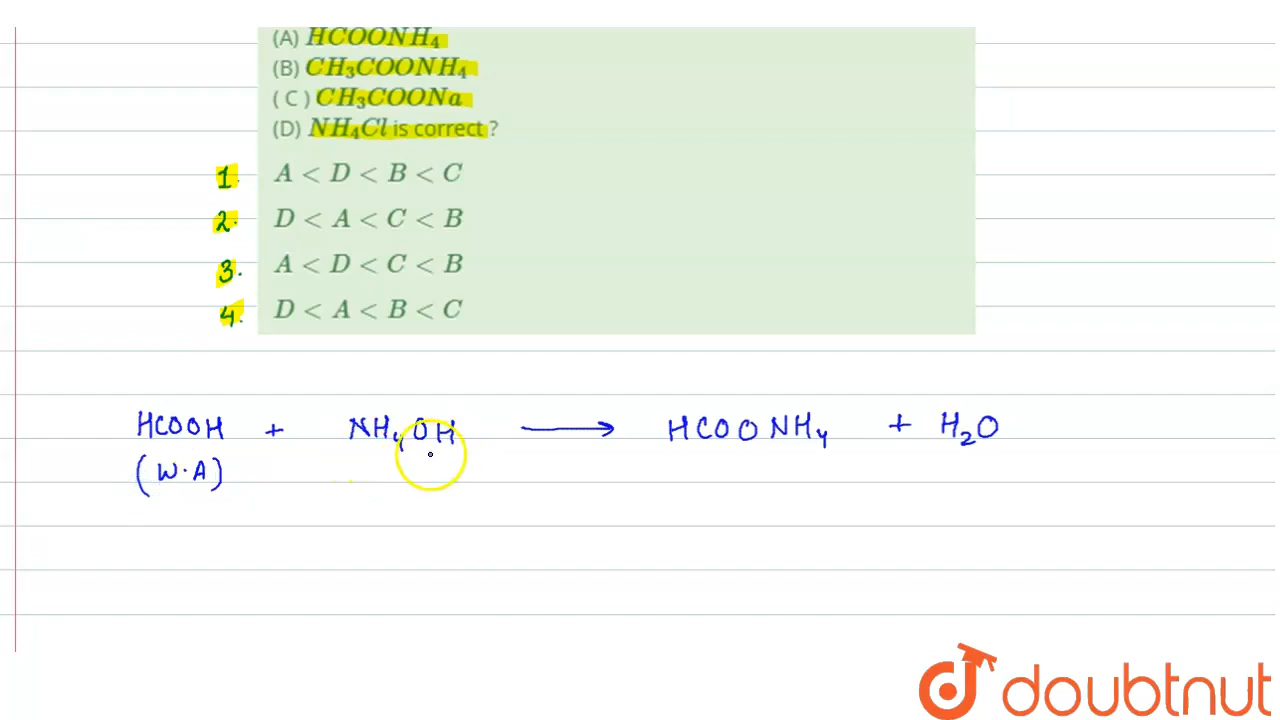 (A) HCOONH₄
(B) CH₃COONH₄
( C ) CH₃COONa
(D) NH₄Cl is correct ?
1. A < D < B < C
2. D < A < C < B
3. A < D < C < B
4. D < A < B < C
HCOOH + NH₄OH ⟶ HCOONH₄ + H₂O
(W.A)
doubtnut